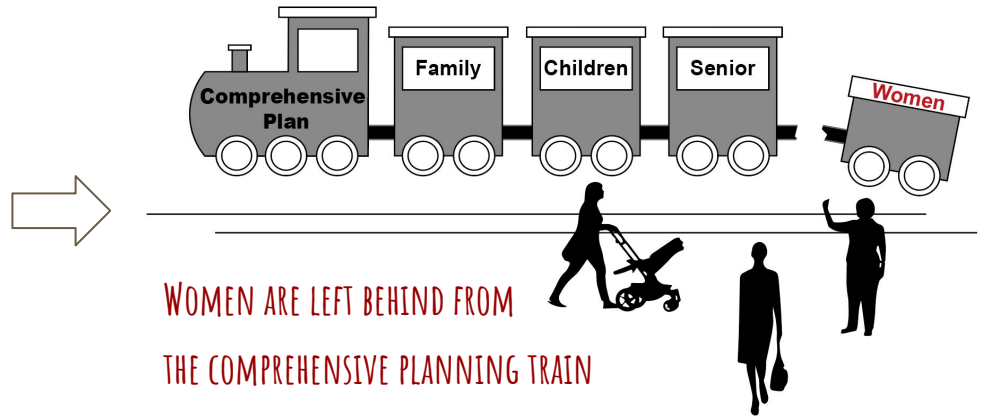 Comprehensive
Plan
Family
Children
Senior
Women
WOMEN ARE LEFT BEHIND FROM
THE COMPREHENSIVE PLANNING TRAIN